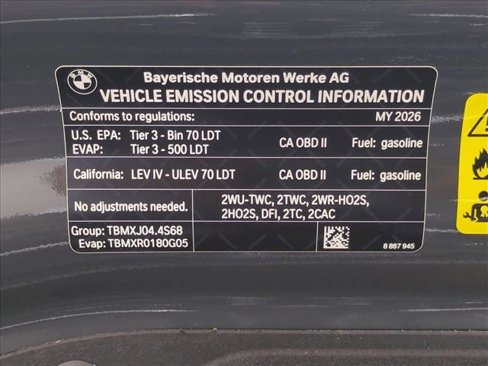 BMW
Bayerische Motoren Werke AG
VEHICLE EMISSION CONTROL INFORMATION
Conforms to regulations: MY 2026
U.S. EPA: Tier 3 - Bin 70 LDT CA OBD II Fuel: gasoline
EVAP: Tier 3 - 500 LDT
California: LEV IV - ULEV 70 LDT CA OBD II Fuel: gasoline
No adjustments needed. 2WU-TWC, 2TWC, 2WR-HO2S,
2HO2S, DFI, 2TC, 2CAC
Group: TBMXJ04.4S68
Evap: TBMXR0180G05
8 887 945